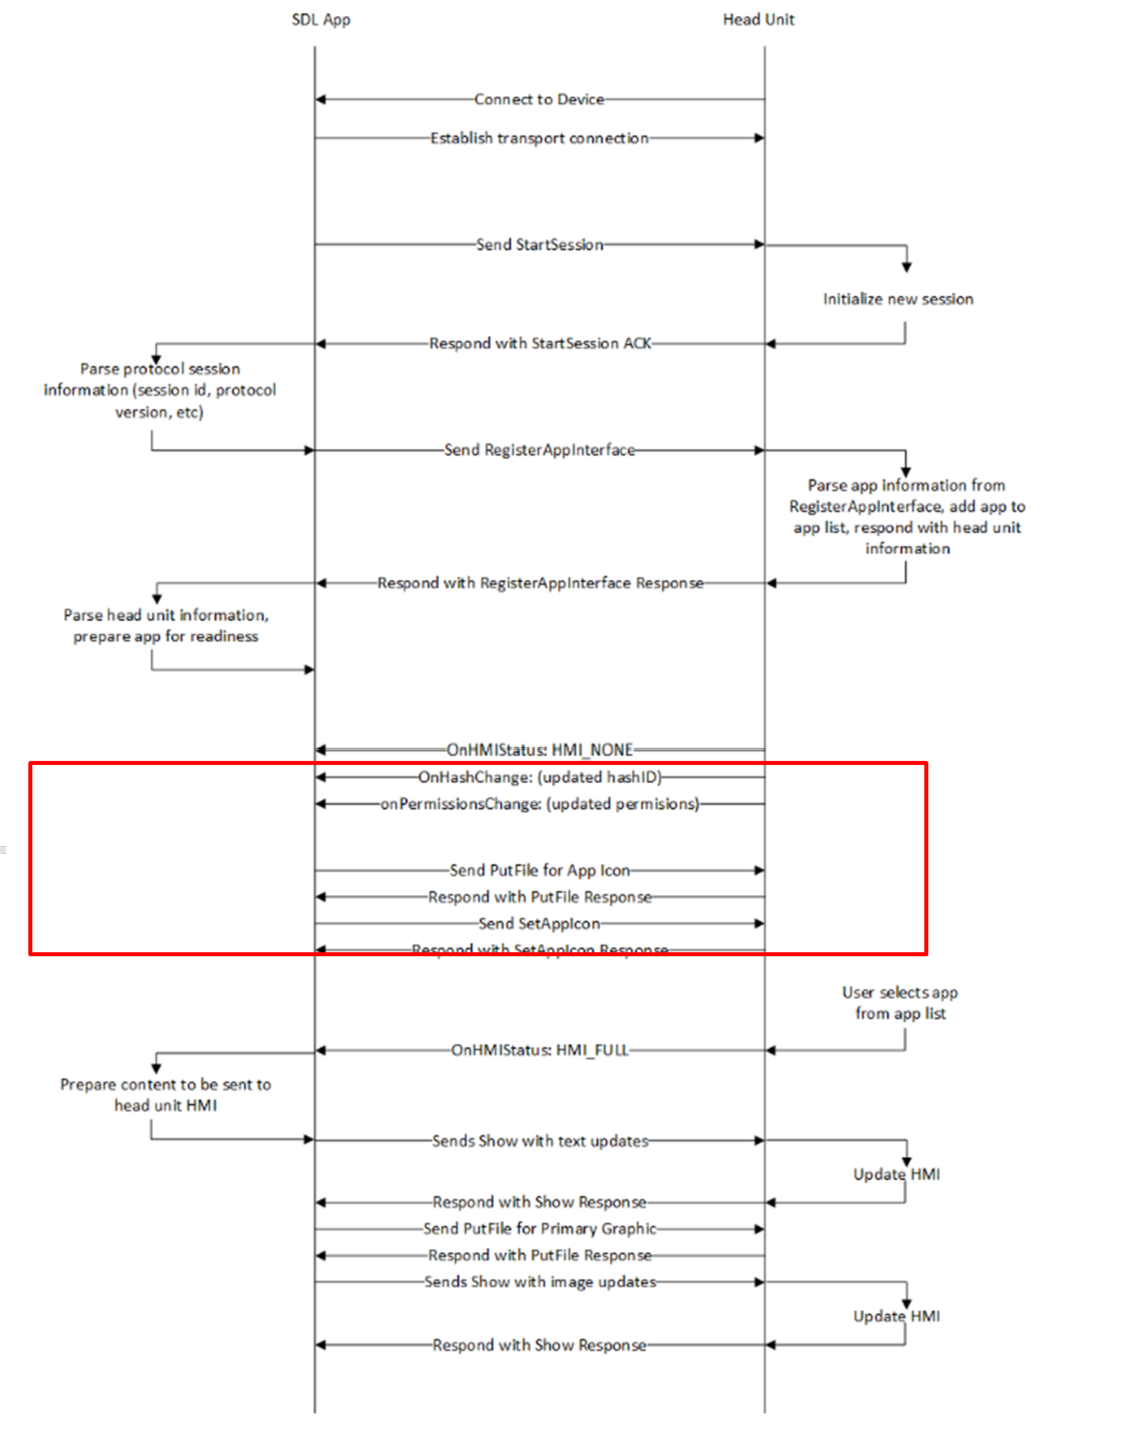 SDL App
Head Unit
Connect to Device
Establish transport connection
Send StartSession
Initialize new session
Respond with StartSession ACK
Parse protocol session
information (session id, protocol
version, etc)
Send RegisterAppInterface
Parse app information from
RegisterAppInterface, add app to
app list, respond with head unit
information
Respond with RegisterAppInterface Response
Parse head unit information,
prepare app for readiness
OnHMIStatus: HMI_NONE
OnHashChange: (updated hashID)
onPermissionsChange: (updated permisions)
Send PutFile for App Icon
Respond with PutFile Response
Send SetAppIcon
Respond with SetAppIcon Response
User selects app
from app list
OnHMIStatus: HMI_FULL
Prepare content to be sent to
head unit HMI
Sends Show with text updates
Update HMI
Respond with Show Response
Send PutFile for Primary Graphic
Respond with PutFile Response
Sends Show with image updates
Update HMI
Respond with Show Response